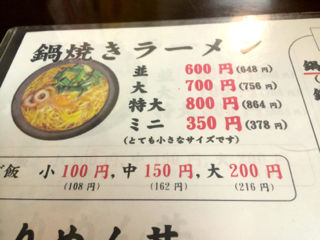 鍋焼きラーメン
並 600円(648円)
大 700円(756円)
特大 800円(864円)
ミニ 350円(378円)
(とても小さなサイズです)
飯 小100円,中150円,大200円
(108円) (162円) (216円)
りめん丼